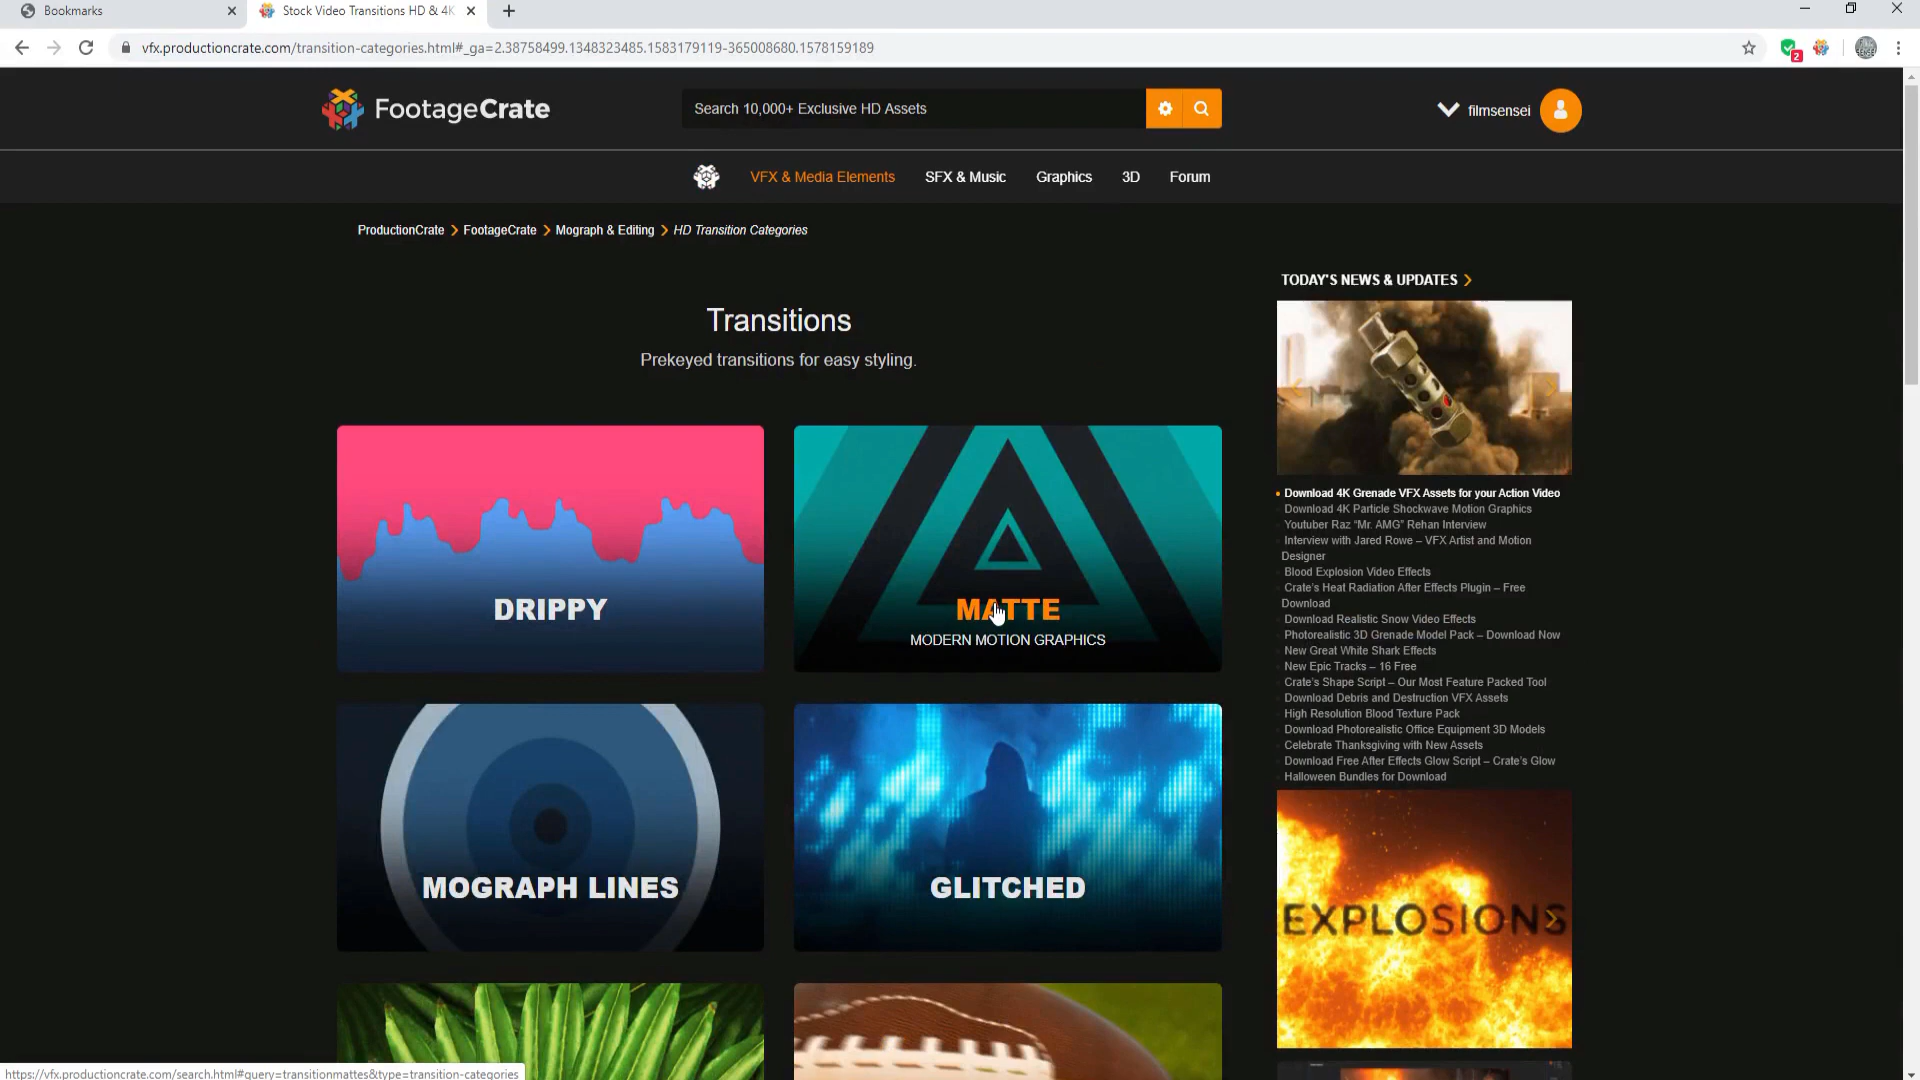 Bookmarks
Stock Video Transitions HD & 4K
vfx.productioncrate.com/transition-categories.html#_ga=2.38758499.1348323485.1583179119-365008680.1578159189
2
FootageCrate
Search 10,000+ Exclusive HD Assets
filmsensei
VFX & Media Elements
SFX & Music
Graphics
3D
Forum
ProductionCrate
FootageCrate
Mograph & Editing
HD Transition Categories
Transitions
Prekeyed transitions for easy styling.
DRIPPY
MATTE
MODERN MOTION GRAPHICS
MOGRAPH LINES
GLITCHED
TODAY'S NEWS & UPDATES
Download 4K Grenade VFX Assets for your Action Video
Download 4K Particle Shockwave Motion Graphics
Youtuber Raz "Mr. AMG" Rehan Interview
Interview with Jared Rowe – VFX Artist and Motion
Designer
Blood Explosion Video Effects
Crate's Heat Radiation After Effects Plugin – Free
Download
Download Realistic Snow Video Effects
Photorealistic 3D Grenade Model Pack – Download Now
New Great White Shark Effects
New Epic Tracks – 16 Free
Crate's Shape Script – Our Most Feature Packed Tool
Download Debris and Destruction VFX Assets
High Resolution Blood Texture Pack
Download Photorealistic Office Equipment 3D Models
Celebrate Thanksgiving with New Assets
Download Free After Effects Glow Script – Crate's Glow
Halloween Bundles for Download
EXPLOSIONS
https://vfx.productioncrate.com/search.html#query=transitionmattes&type=transition-categories